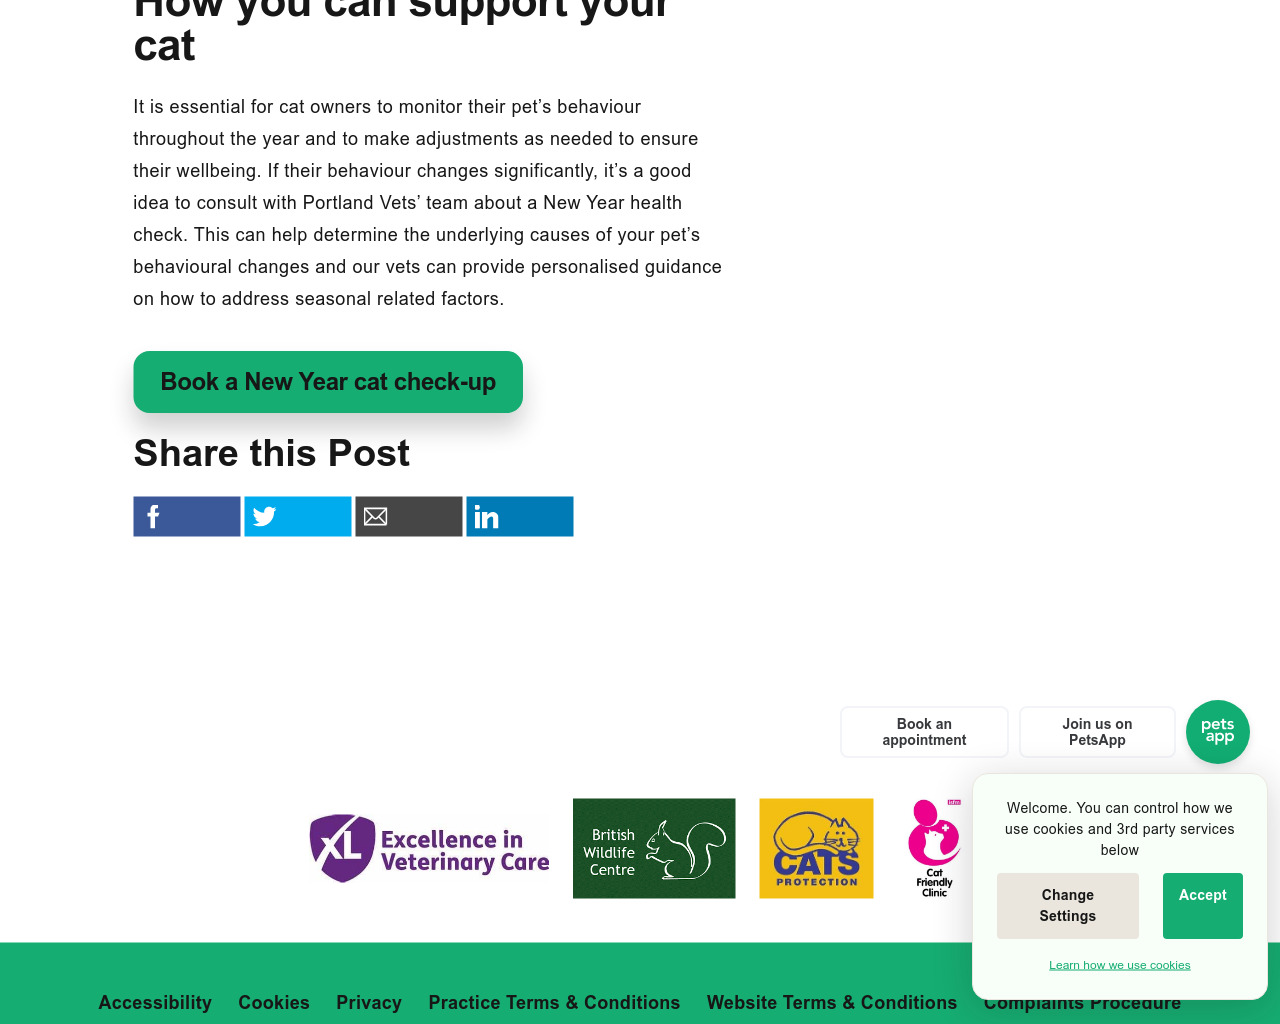 How you can support your
cat
It is essential for cat owners to monitor their pet’s behaviour
throughout the year and to make adjustments as needed to ensure
their wellbeing. If their behaviour changes significantly, it’s a good
idea to consult with Portland Vets’ team about a New Year health
check. This can help determine the underlying causes of your pet’s
behavioural changes and our vets can provide personalised guidance
on how to address seasonal related factors.
Book a New Year cat check-up
Share this Post
Book an
appointment
Join us on
PetsApp
pets
app
XL Excellence in
Veterinary Care
British
Wildlife
Centre
CATS
PROTECTION
Cat
Friendly
Clinic
Welcome. You can control how we
use cookies and 3rd party services
below
Change
Settings
Accept
Learn how we use cookies
Accessibility
Cookies
Privacy
Practice Terms & Conditions
Website Terms & Conditions
Complaints Procedure